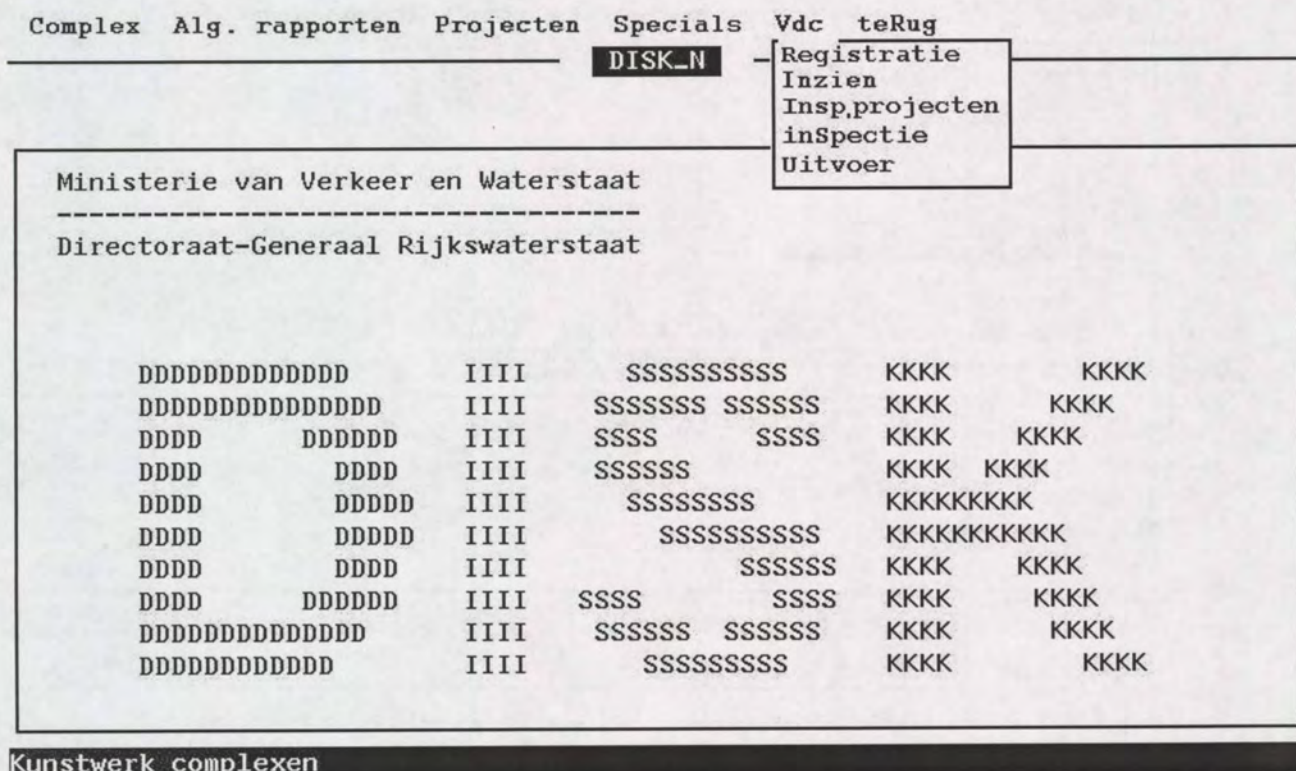 Complex  Alg. rapporten  Projecten  Specials  Vdc  teRug
DISK_N
Registratie
Inzien
Insp,projecten
inSpectie
Uitvoer
Ministerie van Verkeer en Waterstaat
------------------------------------
Directoraat-Generaal Rijkswaterstaat
DDDDDDDDDDDDD       IIII      SSSSSSSSSS      KKKK        KKKK
DDDDDDDDDDDDDDD     IIII    SSSSSSS SSSSSS    KKKK      KKKK
DDDD      DDDDDD    IIII    SSSS      SSSS    KKKK    KKKK
DDDD        DDDD    IIII    SSSSSS            KKKK  KKKK
DDDD        DDDDD   IIII      SSSSSSSS        KKKKKKKKK
DDDD        DDDDD   IIII        SSSSSSSSSS    KKKKKKKKKKK
DDDD        DDDD    IIII             SSSSSS   KKKK    KKKK
DDDD      DDDDDD    IIII   SSSS        SSSS   KKKK     KKKK
DDDDDDDDDDDDDD      IIII    SSSSSS  SSSSSS    KKKK      KKKK
DDDDDDDDDDDD        IIII       SSSSSSSSS      KKKK        KKKK
Kunstwerk complexen